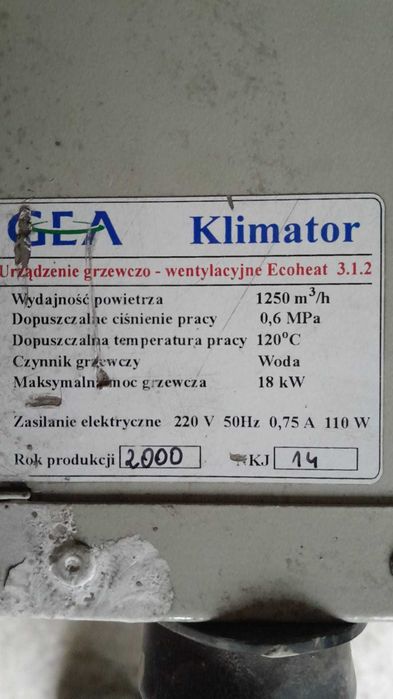 GEA Klimator
Urządzenie grzewczo - wentylacyjne Ecoheat 3.1.2
Wydajność powietrza 1250 m³/h
Dopuszczalne ciśnienie pracy 0,6 MPa
Dopuszczalna temperatura pracy 120°C
Czynnik grzewczy Woda
Maksymalna moc grzewcza 18 kW
Zasilanie elektryczne 220 V 50Hz 0,75 A 110 W
Rok produkcji 2000 KJ 14